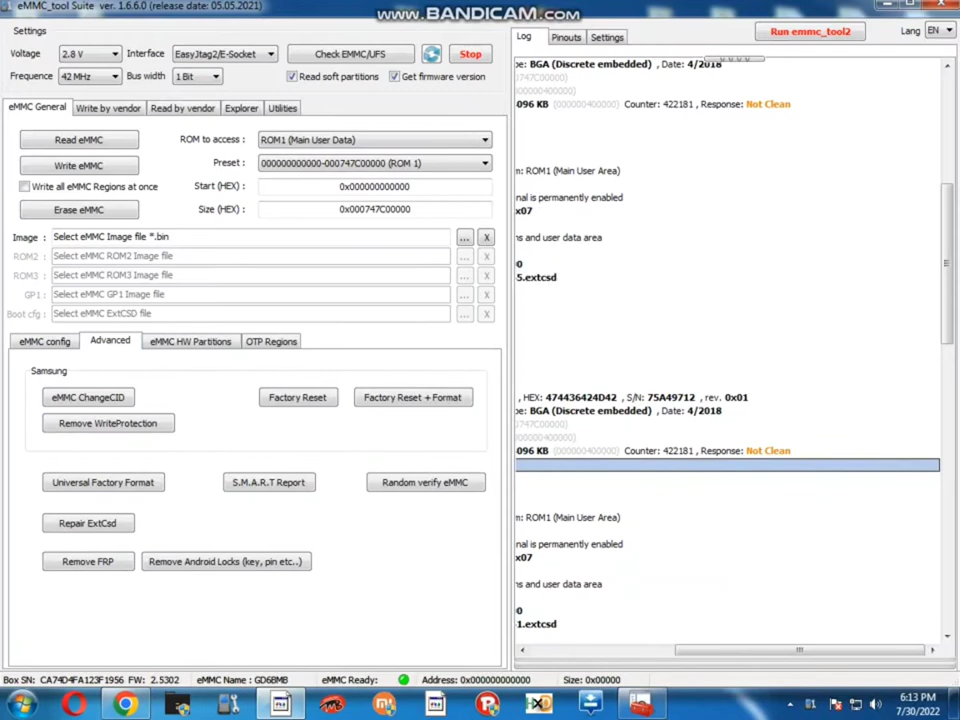 eMMC_tool Suite ver. 1.6.6.0 (release date: 05.05.2021)
www.BANDICAM.com
Settings
Voltage 2.8 V Interface EasyJtag2/E-Socket Check EMMC/UFS Stop
Frequency 42 MHz Bus width 1 Bit Read soft partitions Get firmware version
eMMC General Write by vendor Read by vendor Explorer Utilities
Read eMMC ROM to access : ROM1 (Main User Data)
Write eMMC Preset : 000000000000-000747C00000 (ROM 1)
Write all eMMC Regions at once Start (HEX) : 0x000000000000
Erase eMMC Size (HEX) : 0x000747C00000
Image : Select eMMC Image file *.bin ... X
ROM2 : Select eMMC ROM2 Image file ... X
ROM3 : Select eMMC ROM3 Image file ... X
GP1 : Select eMMC GP1 Image file ... X
Boot cfg : Select eMMC ExtCSD file ... X
eMMC config Advanced eMMC HW Partitions OTP Regions
Samsung
eMMC ChangeCID Factory Reset Factory Reset + Format
Remove WriteProtection
Universal Factory Format S.M.A.R.T Report Random verify eMMC
Repair ExtCsd
Remove FRP Remove Android Locks (key, pin etc..)
Log Pinouts Settings Run emmc_tool2 Lang EN
pe: BGA (Discrete embedded) , Date: 4/2018
096 KB (000000400000) Counter: 422181 , Response: Not Clean
m: ROM1 (Main User Area)
nal is permanently enabled
0x07
ns and user data area
0
5.extcsd
, HEX: 474436424D42 , S/N: 75A49712 , rev. 0x01
pe: BGA (Discrete embedded) , Date: 4/2018
0747C00000)
000000400000)
096 KB (000000400000) Counter: 422181 , Response: Not Clean
m: ROM1 (Main User Area)
nal is permanently enabled
0x07
ns and user data area
0
1.extcsd
Box SN: CA74D4FA123F1956 FW: 2.5302 eMMC Name : GD6BMB eMMC Ready: Address: 0x000000000000 Size: 0x00000
6:13 PM
7/30/2022